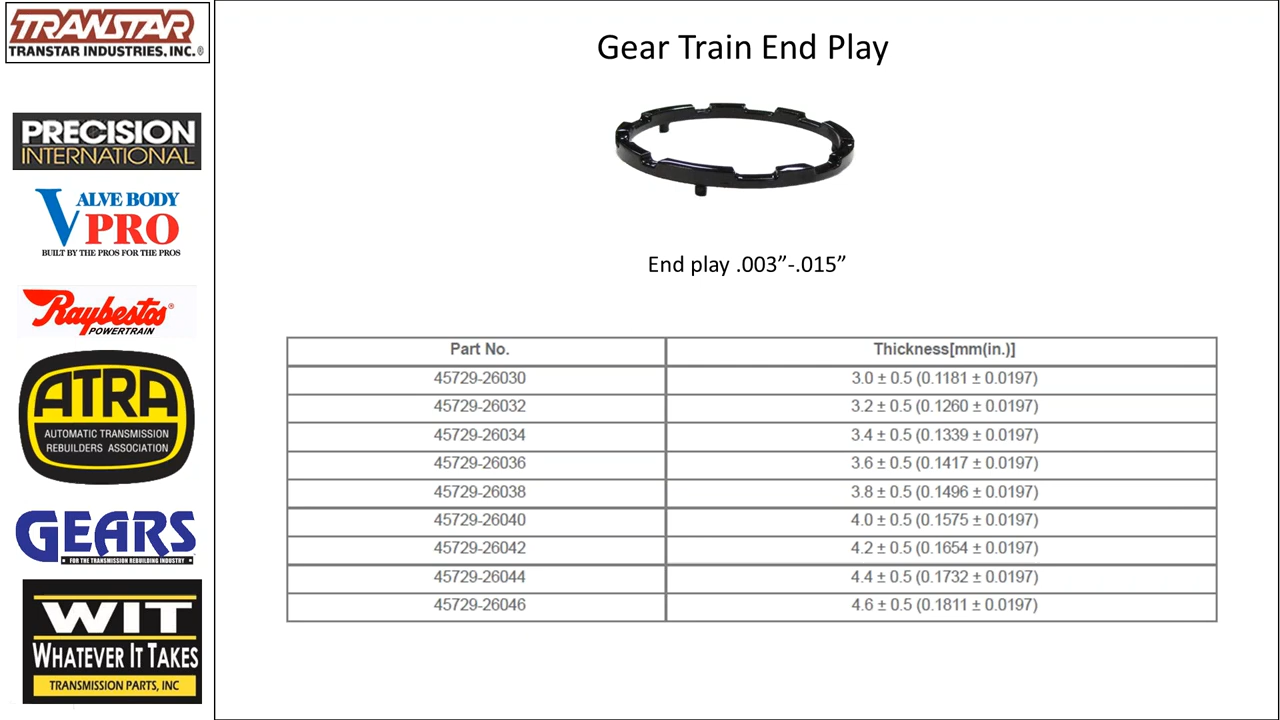 TRANSTAR
TRANSTAR INDUSTRIES, INC.®
PRECISION
INTERNATIONAL
VALVE BODY
PRO
BUILT BY THE PROS FOR THE PROS
Raybestos®
POWERTRAIN
ATRA
AUTOMATIC TRANSMISSION
REBUILDERS ASSOCIATION
GEARS
FOR THE TRANSMISSION REBUILDING INDUSTRY
WIT
WHATEVER IT TAKES
TRANSMISSION PARTS, INC
Gear Train End Play
End play .003”-.015”
Part No. Thickness[mm(in.)]
45729-26030 3.0 ± 0.5 (0.1181 ± 0.0197)
45729-26032 3.2 ± 0.5 (0.1260 ± 0.0197)
45729-26034 3.4 ± 0.5 (0.1339 ± 0.0197)
45729-26036 3.6 ± 0.5 (0.1417 ± 0.0197)
45729-26038 3.8 ± 0.5 (0.1496 ± 0.0197)
45729-26040 4.0 ± 0.5 (0.1575 ± 0.0197)
45729-26042 4.2 ± 0.5 (0.1654 ± 0.0197)
45729-26044 4.4 ± 0.5 (0.1732 ± 0.0197)
45729-26046 4.6 ± 0.5 (0.1811 ± 0.0197)